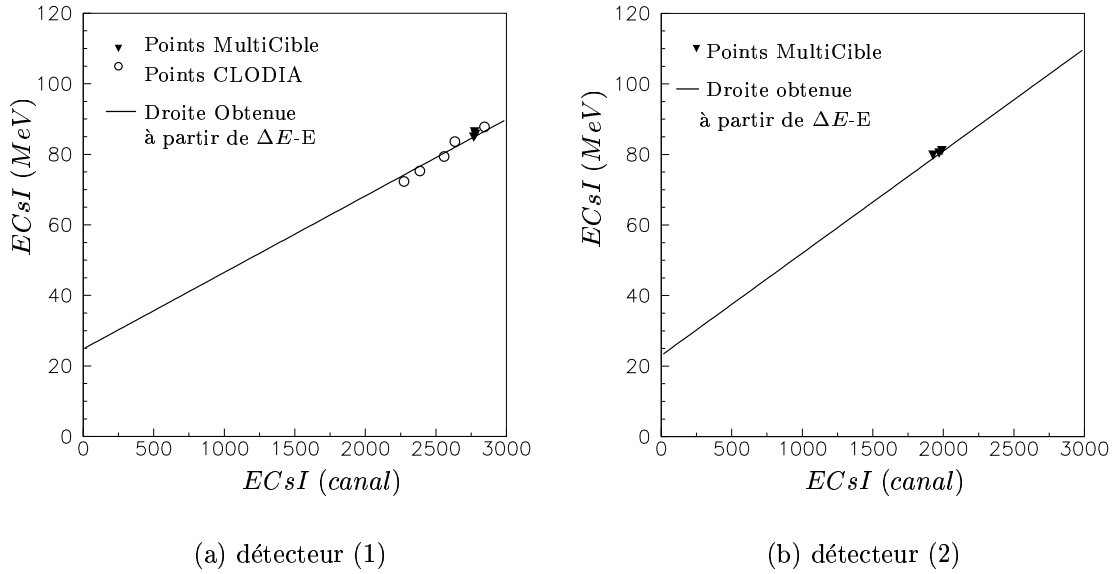 120
100
80
60
40
20
0
ECsI (MeV)
Points MultiCible
Points CLODIA
Droite Obtenue
à partir de ΔE-E
0 500 1000 1500 2000 2500 3000
ECsI (canal)
(a) détecteur (1)
120
100
80
60
40
20
0
ECsI (MeV)
Points MultiCible
Droite obtenue
à partir de ΔE-E
0 500 1000 1500 2000 2500 3000
ECsI (canal)
(b) détecteur (2)